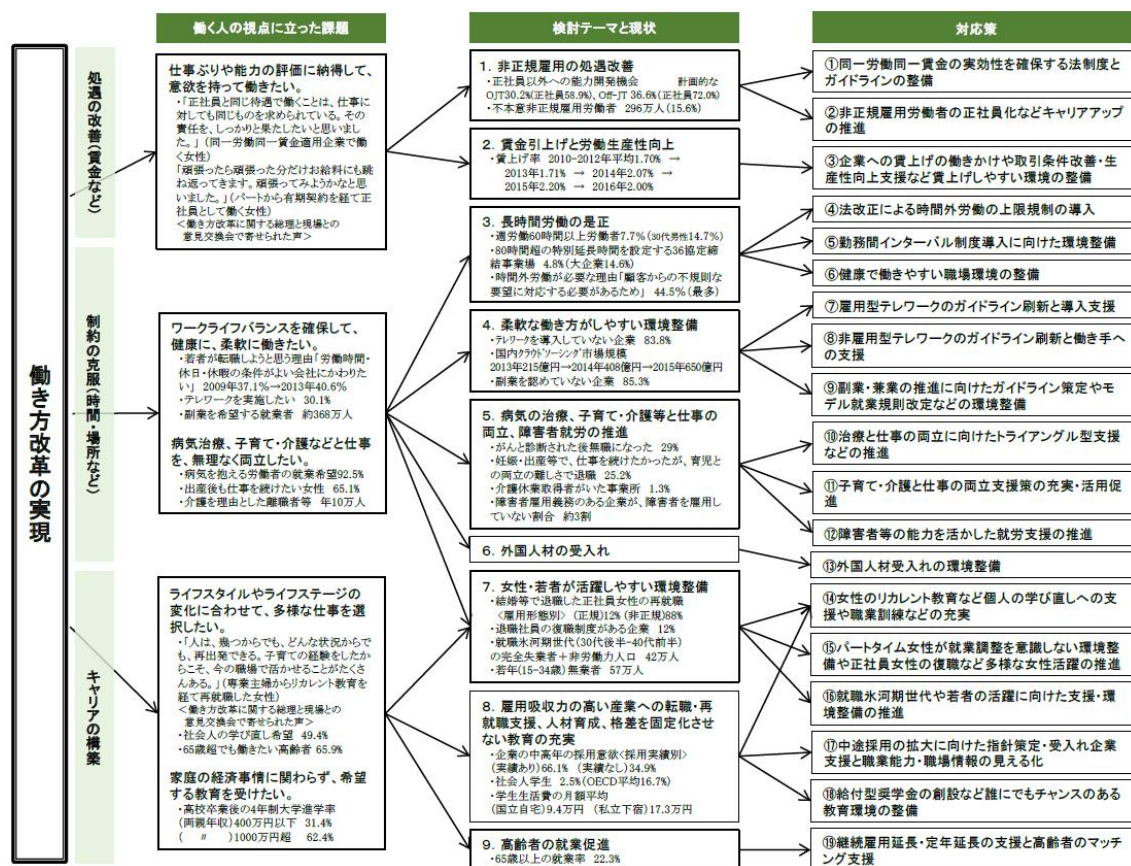 働く人の視点に立った課題
検討テーマと現状
対応策
働き方改革の実現
処遇の改善(賃金など)
制約の克服(時間・場所など)
キャリアの構築
仕事ぶりや能力の評価に納得して、
意欲を持って働きたい。
・「正社員と同じ待遇で働くことは、仕事に
対しても同じものを求められている。その
責任を、しっかりと果たしたいと思いまし
た。」(同一労働同一賃金適用企業で働
く女性)
「頑張ったら頑張った分だけお給料にも跳
ね返ってきます。頑張ってみようかなと思
いました。」(パートから有期契約を経て正
社員として働く女性)
<働き方改革に関する総理と現場との
意見交換会で寄せられた声>
ワークライフバランスを確保して、
健康に、柔軟に働きたい。
・若者が転職しようと思う理由「労働時間・
休日・休暇の条件がよい会社にかわりた
い」 2009年37.1%→2013年40.6%
・テレワークを実施したい 30.1%
・副業を希望する就業者 約368万人
病気治療、子育て・介護などと仕事
を、無理なく両立したい。
・病気を抱える労働者の就業希望92.5%
・出産後も仕事を続けたい女性 65.1%
・介護を理由とした離職者等 年10万人
ライフスタイルやライフステージの
変化に合わせて、多様な仕事を選
択したい。
・「人は、幾つからでも、どんな状況からで
も、再出発できる。子育ての経験をしたか
らこそ、今の職場で活かせることがたくさ
んある。」(専業主婦からリカレント教育を
経て再就職した女性)
<働き方改革に関する総理と現場との
意見交換会で寄せられた声>
・社会人の学び直し希望 49.4%
・65歳超でも働きたい高齢者 65.9%
家庭の経済事情に関わらず、希望
する教育を受けたい。
・高校卒業後の4年制大学進学率
(両親年収)400万円以下 31.4%
( 〃 )1000万円超 62.4%
1. 非正規雇用の処遇改善
・正社員以外への能力開発機会 計画的な
OJT30.2%(正社員58.9%)、Off-JT 36.6%(正社員72.0%)
・不本意非正規雇用労働者 296万人(15.6%)
2. 賃金引上げと労働生産性向上
・賃上げ率 2010-2012年平均1.70% →
2013年1.71% → 2014年2.07% →
2015年2.20% → 2016年2.00%
3. 長時間労働の是正
・週労働60時間以上労働者7.7%(30代男性14.7%)
・80時間超の特別延長時間を設定する36協定締
結事業場 4.8%(大企業14.6%)
・時間外労働が必要な理由「顧客からの不規則な
要望に対応する必要があるため」 44.5%(最多)
4. 柔軟な働き方がしやすい環境整備
・テレワークを導入していない企業 83.8%
・国内クラウドソーシング市場規模
2013年215億円→2014年408億円→2015年650億円
・副業を認めていない企業 85.3%
5. 病気の治療、子育て・介護等と仕事の
両立、障害者就労の推進
・がんと診断された後無職になった 29%
・妊娠・出産等で、仕事を続けたかったが、育児と
の両立の難しさで退職 25.2%
・介護休業取得者がいた事業所 1.3%
・障害者雇用義務のある企業が、障害者を雇用し
ていない割合 約3割
6. 外国人材の受入れ
7. 女性・若者が活躍しやすい環境整備
・結婚等で退職した正社員女性の再就職
<雇用形態別> (正規)12% (非正規)88%
・退職社員の復職制度がある企業 12%
・就職氷河期世代(30代後半-40代前半)
の完全失業者+非労働力人口 42万人
・若年(15-34歳)無業者 57万人
8. 雇用吸収力の高い産業への転職・再
就職支援、人材育成、格差を固定化させ
ない教育の充実
・企業の中高年の採用意欲<採用実績別>
(実績あり)66.1% (実績なし)34.9%
・社会人学生 2.5%(OECD平均16.7%)
・学生生活費の月額平均
(国立自宅)9.4万円 (私立下宿)17.3万円
9. 高齢者の就業促進
・65歳以上の就業率 22.3%
①同一労働同一賃金の実効性を確保する法制度と
ガイドラインの整備
②非正規雇用労働者の正社員化などキャリアアップ
の推進
③企業への賃上げの働きかけや取引条件改善・生
産性向上支援など賃上げしやすい環境の整備
④法改正による時間外労働の上限規制の導入
⑤勤務間インターバル制度導入に向けた環境整備
⑥健康で働きやすい職場環境の整備
⑦雇用型テレワークのガイドライン刷新と導入支援
⑧非雇用型テレワークのガイドライン刷新と働き手へ
の支援
⑨副業・兼業の推進に向けたガイドライン策定やモ
デル就業規則改定などの環境整備
⑩治療と仕事の両立に向けたトライアングル型支援
などの推進
⑪子育て・介護と仕事の両立支援策の充実・活用促
進
⑫障害者等の能力を活かした就労支援の推進
⑬外国人材受入れの環境整備
⑭女性のリカレント教育など個人の学び直しへの支
援や職業訓練などの充実
⑮パートタイム女性が就業調整を意識しない環境整
備や正社員女性の復職など多様な女性活躍の推進
⑯就職氷河期世代や若者の活躍に向けた支援・環
境整備の推進
⑰中途採用の拡大に向けた指針策定・受入れ企業
支援と職業能力・職場情報の見える化
⑱給付型奨学金の創設など誰にでもチャンスのある
教育環境の整備
⑲継続雇用延長・定年延長の支援と高齢者のマッチ
ング支援